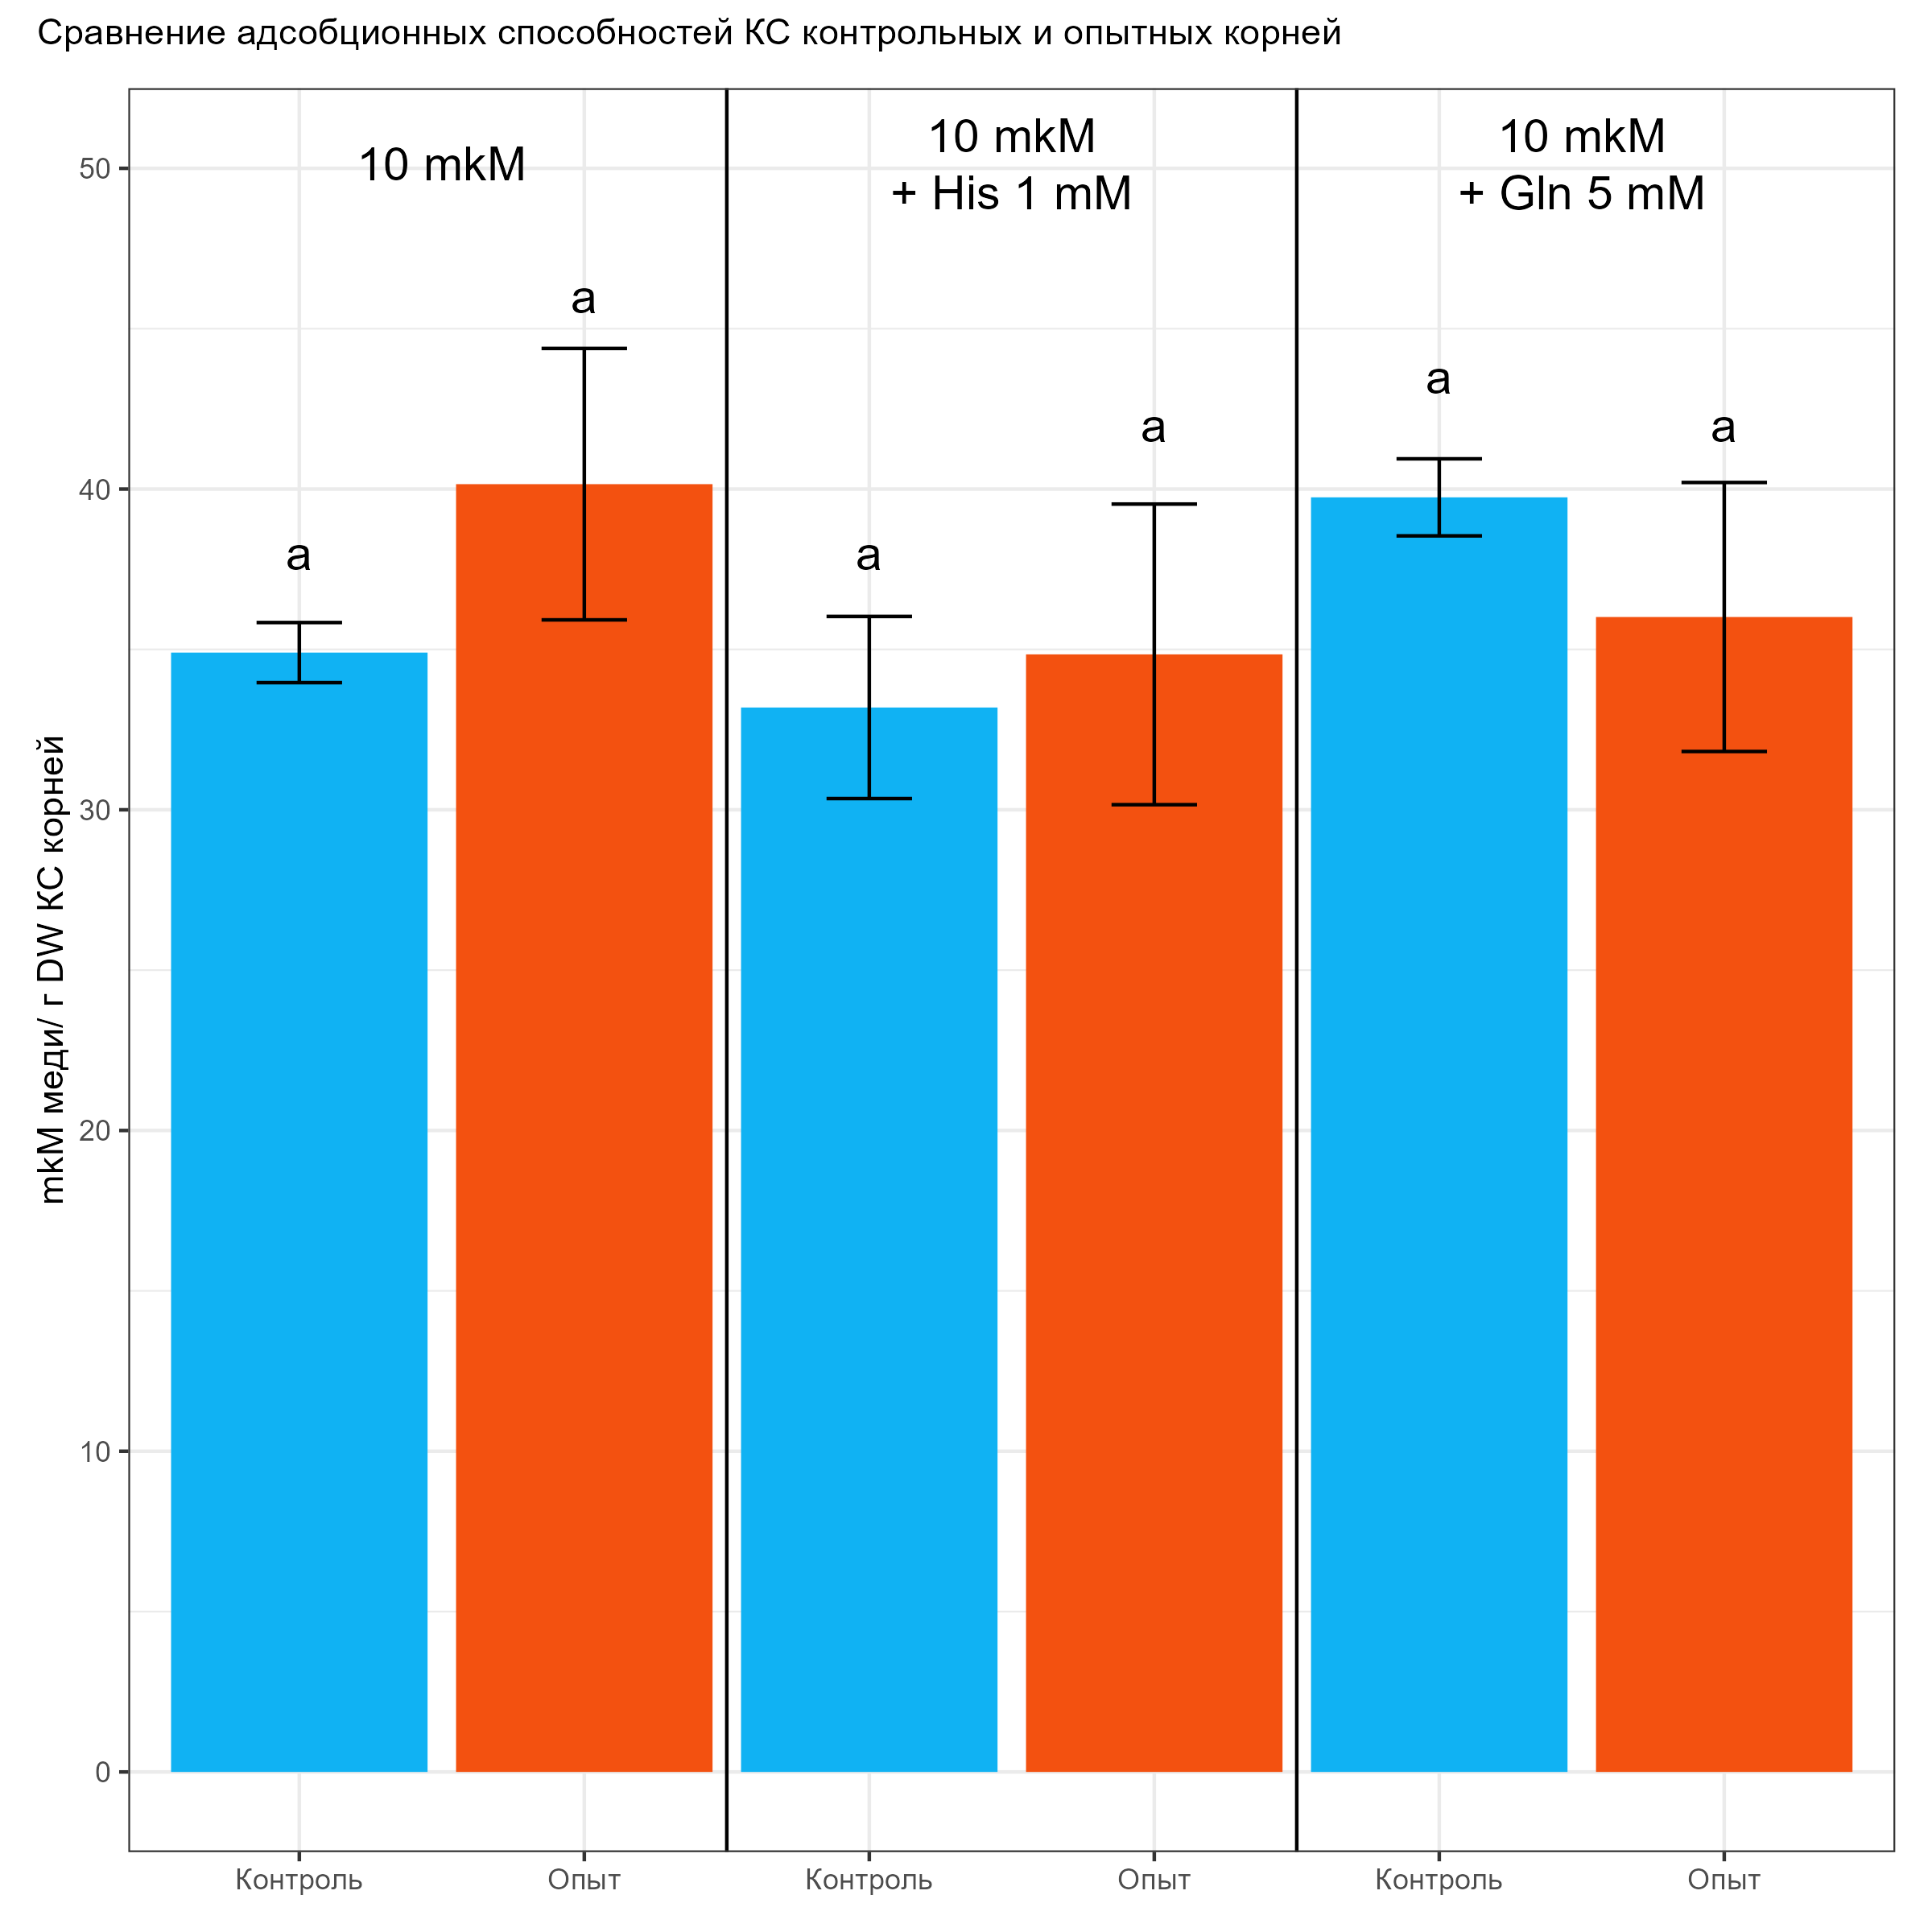 Сравнение адсобционных способностей КС контрольных и опытных корней
mkM меди/ г DW КС корней
50
40
30
20
10
0
10 mkM
a
a
10 mkM
+ His 1 mM
a
a
10 mkM
+ Gln 5 mM
a
a
Контроль
Опыт
Контроль
Опыт
Контроль
Опыт